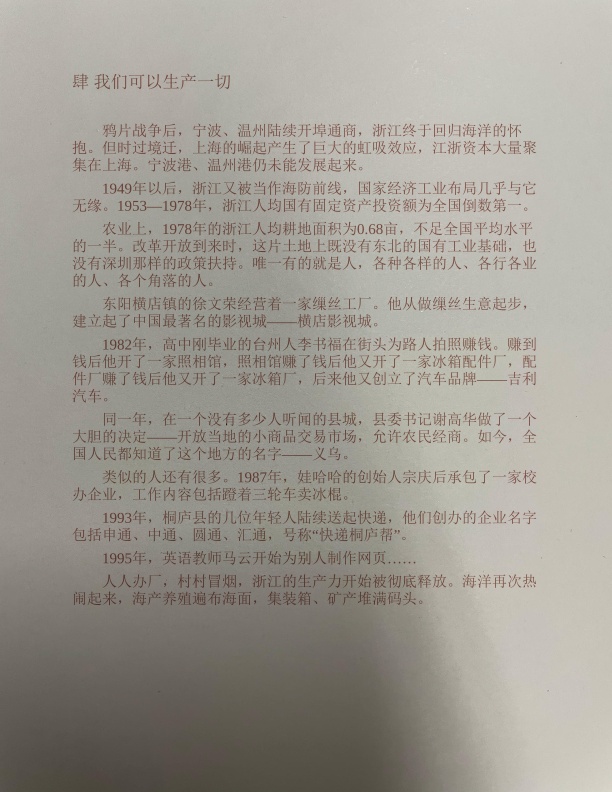 肆 我们可以生产一切
鸦片战争后，宁波、温州陆续开埠通商，浙江终于回归海洋的怀
抱。但时过境迁，上海的崛起产生了巨大的虹吸效应，江浙资本大量聚
集在上海。宁波港、温州港仍未能发展起来。
1949年以后，浙江又被当作海防前线，国家经济工业布局几乎与它
无缘。1953—1978年，浙江人均国有固定资产投资额为全国倒数第一。
农业上，1978年的浙江人均耕地面积为0.68亩，不足全国平均水平
的一半。改革开放到来时，这片土地上既没有东北的国有工业基础，也
没有深圳那样的政策扶持。唯一有的就是人，各种各样的人、各行各业
的人、各个角落的人。
东阳横店镇的徐文荣经营着一家缫丝工厂。他从做缫丝生意起步，
建立起了中国最著名的影视城——横店影视城。
1982年，高中刚毕业的台州人李书福在街头为路人拍照赚钱。赚到
钱后他开了一家照相馆，照相馆赚了钱后他又开了一家冰箱配件厂，配
件厂赚了钱后他又开了一家冰箱厂，后来他又创立了汽车品牌——吉利
汽车。
同一年，在一个没有多少人听闻的县城，县委书记谢高华做了一个
大胆的决定——开放当地的小商品交易市场，允许农民经商。如今，全
国人民都知道了这个地方的名字——义乌。
类似的人还有很多。1987年，娃哈哈的创始人宗庆后承包了一家校
办企业，工作内容包括蹬着三轮车卖冰棍。
1993年，桐庐县的几位年轻人陆续送起快递，他们创办的企业名字
包括申通、中通、圆通、汇通，号称“快递桐庐帮”。
1995年，英语教师马云开始为别人制作网页……
人人办厂，村村冒烟，浙江的生产力开始被彻底释放。海洋再次热
闹起来，海产养殖遍布海面，集装箱、矿产堆满码头。